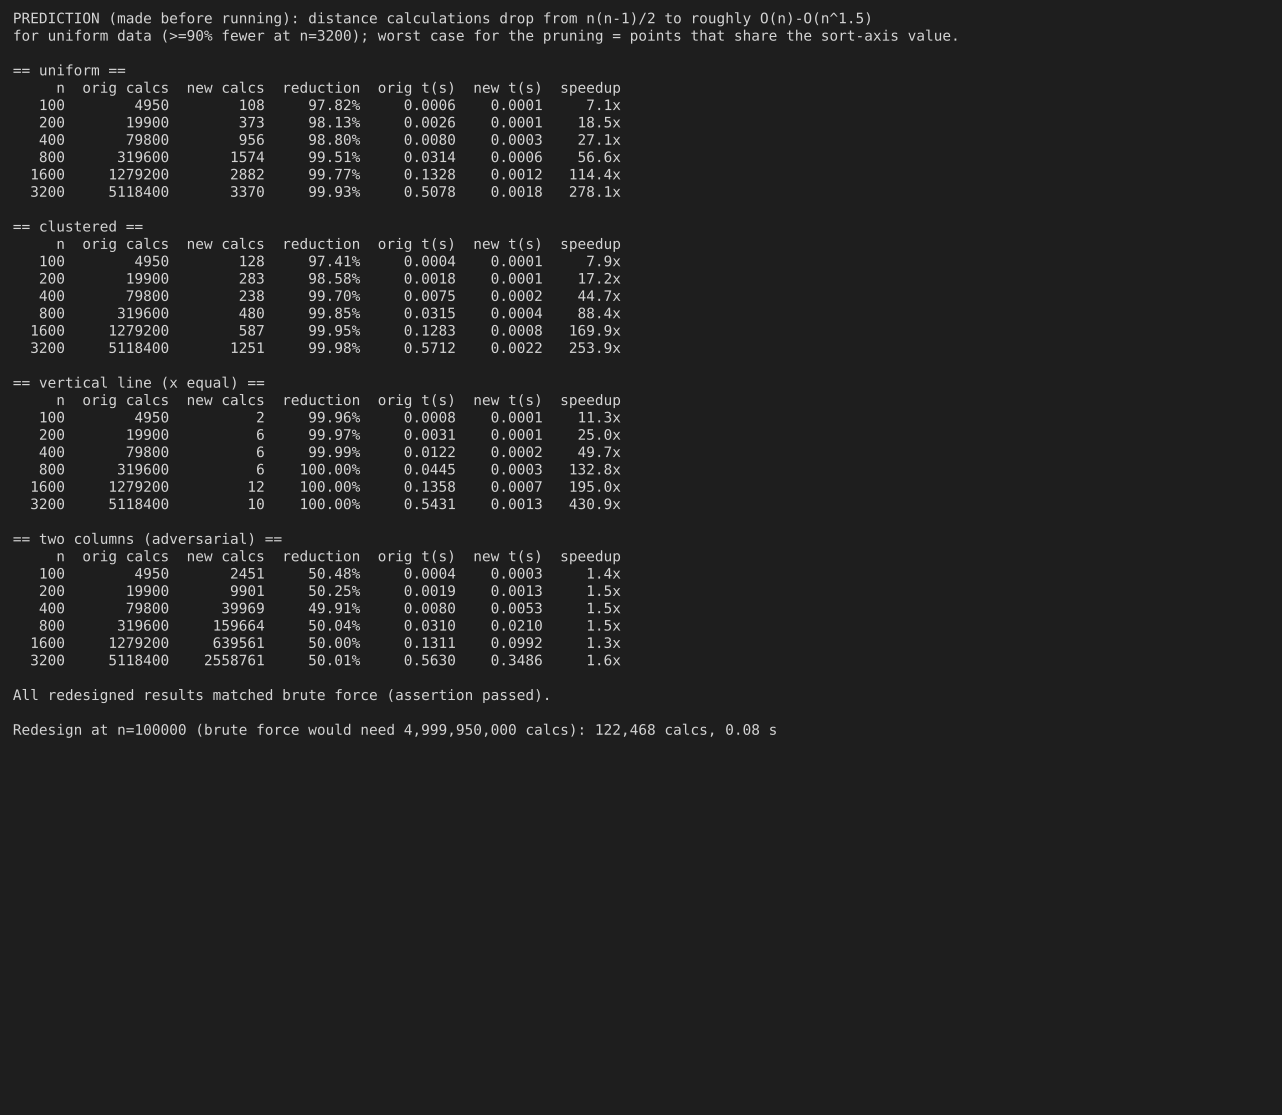 PREDICTION (made before running): distance calculations drop from n(n-1)/2 to roughly O(n)-O(n^1.5)
for uniform data (>=90% fewer at n=3200); worst case for the pruning = points that share the sort-axis value.
== uniform ==
n orig calcs new calcs reduction orig t(s) new t(s) speedup
100 4950 108 97.82% 0.0006 0.0001 7.1x
200 19900 373 98.13% 0.0026 0.0001 18.5x
400 79800 956 98.80% 0.0080 0.0003 27.1x
800 319600 1574 99.51% 0.0314 0.0006 56.6x
1600 1279200 2882 99.77% 0.1328 0.0012 114.4x
3200 5118400 3370 99.93% 0.5078 0.0018 278.1x
== clustered ==
n orig calcs new calcs reduction orig t(s) new t(s) speedup
100 4950 128 97.41% 0.0004 0.0001 7.9x
200 19900 283 98.58% 0.0018 0.0001 17.2x
400 79800 238 99.70% 0.0075 0.0002 44.7x
800 319600 480 99.85% 0.0315 0.0004 88.4x
1600 1279200 587 99.95% 0.1283 0.0008 169.9x
3200 5118400 1251 99.98% 0.5712 0.0022 253.9x
== vertical line (x equal) ==
n orig calcs new calcs reduction orig t(s) new t(s) speedup
100 4950 2 99.96% 0.0008 0.0001 11.3x
200 19900 6 99.97% 0.0031 0.0001 25.0x
400 79800 6 99.99% 0.0122 0.0002 49.7x
800 319600 6 100.00% 0.0445 0.0003 132.8x
1600 1279200 12 100.00% 0.1358 0.0007 195.0x
3200 5118400 10 100.00% 0.5431 0.0013 430.9x
== two columns (adversarial) ==
n orig calcs new calcs reduction orig t(s) new t(s) speedup
100 4950 2451 50.48% 0.0004 0.0003 1.4x
200 19900 9901 50.25% 0.0019 0.0013 1.5x
400 79800 39969 49.91% 0.0080 0.0053 1.5x
800 319600 159664 50.04% 0.0310 0.0210 1.5x
1600 1279200 639561 50.00% 0.1311 0.0992 1.3x
3200 5118400 2558761 50.01% 0.5630 0.3486 1.6x
All redesigned results matched brute force (assertion passed).
Redesign at n=100000 (brute force would need 4,999,950,000 calcs): 122,468 calcs, 0.08 s